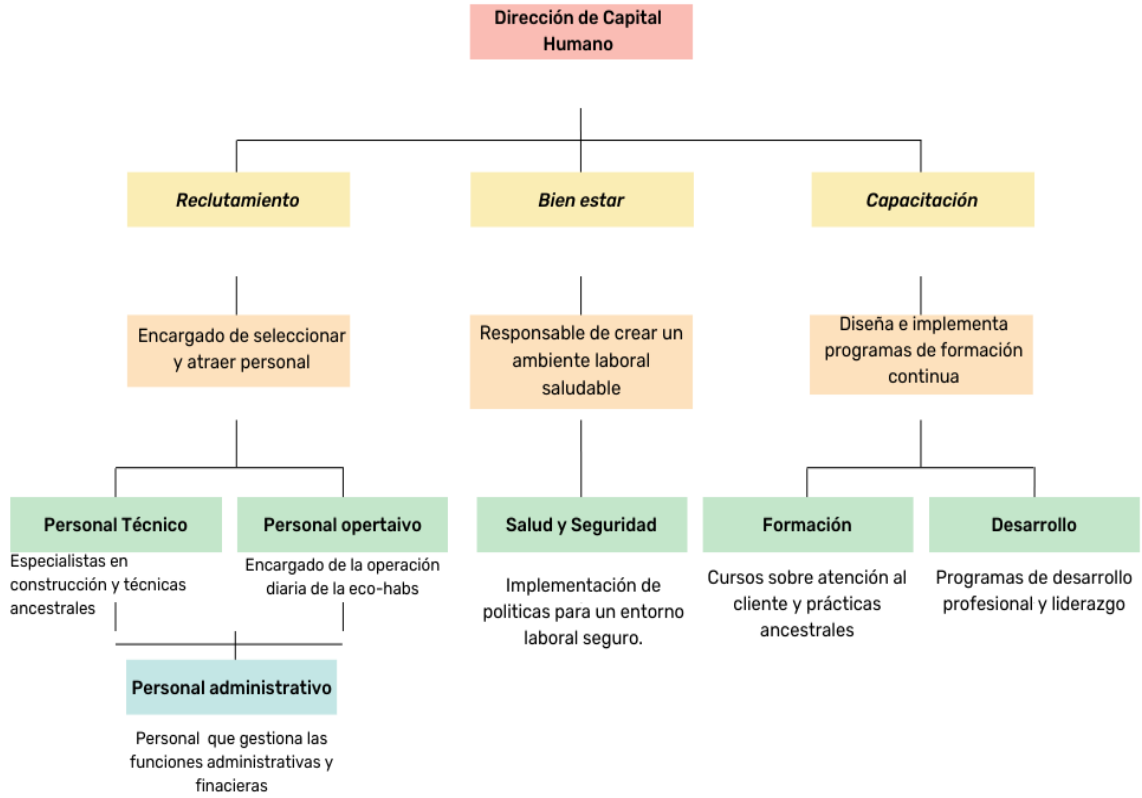 Dirección de Capital
Humano
Reclutamiento
Bien estar
Capacitación
Encargado de seleccionar
y atraer personal
Responsable de crear un
ambiente laboral
saludable
Diseña e implementa
programas de formación
continua
Personal Técnico
Especialistas en
construcción y técnicas
ancestrales
Personal opertaivo
Encargado de la operación
diaria de la eco-habs
Salud y Seguridad
Implementación de
politicas para un entorno
laboral seguro.
Formación
Cursos sobre atención al
cliente y prácticas
ancestrales
Desarrollo
Programas de desarrollo
profesional y liderazgo
Personal administrativo
Personal que gestiona las
funciones administrativas y
finacieras